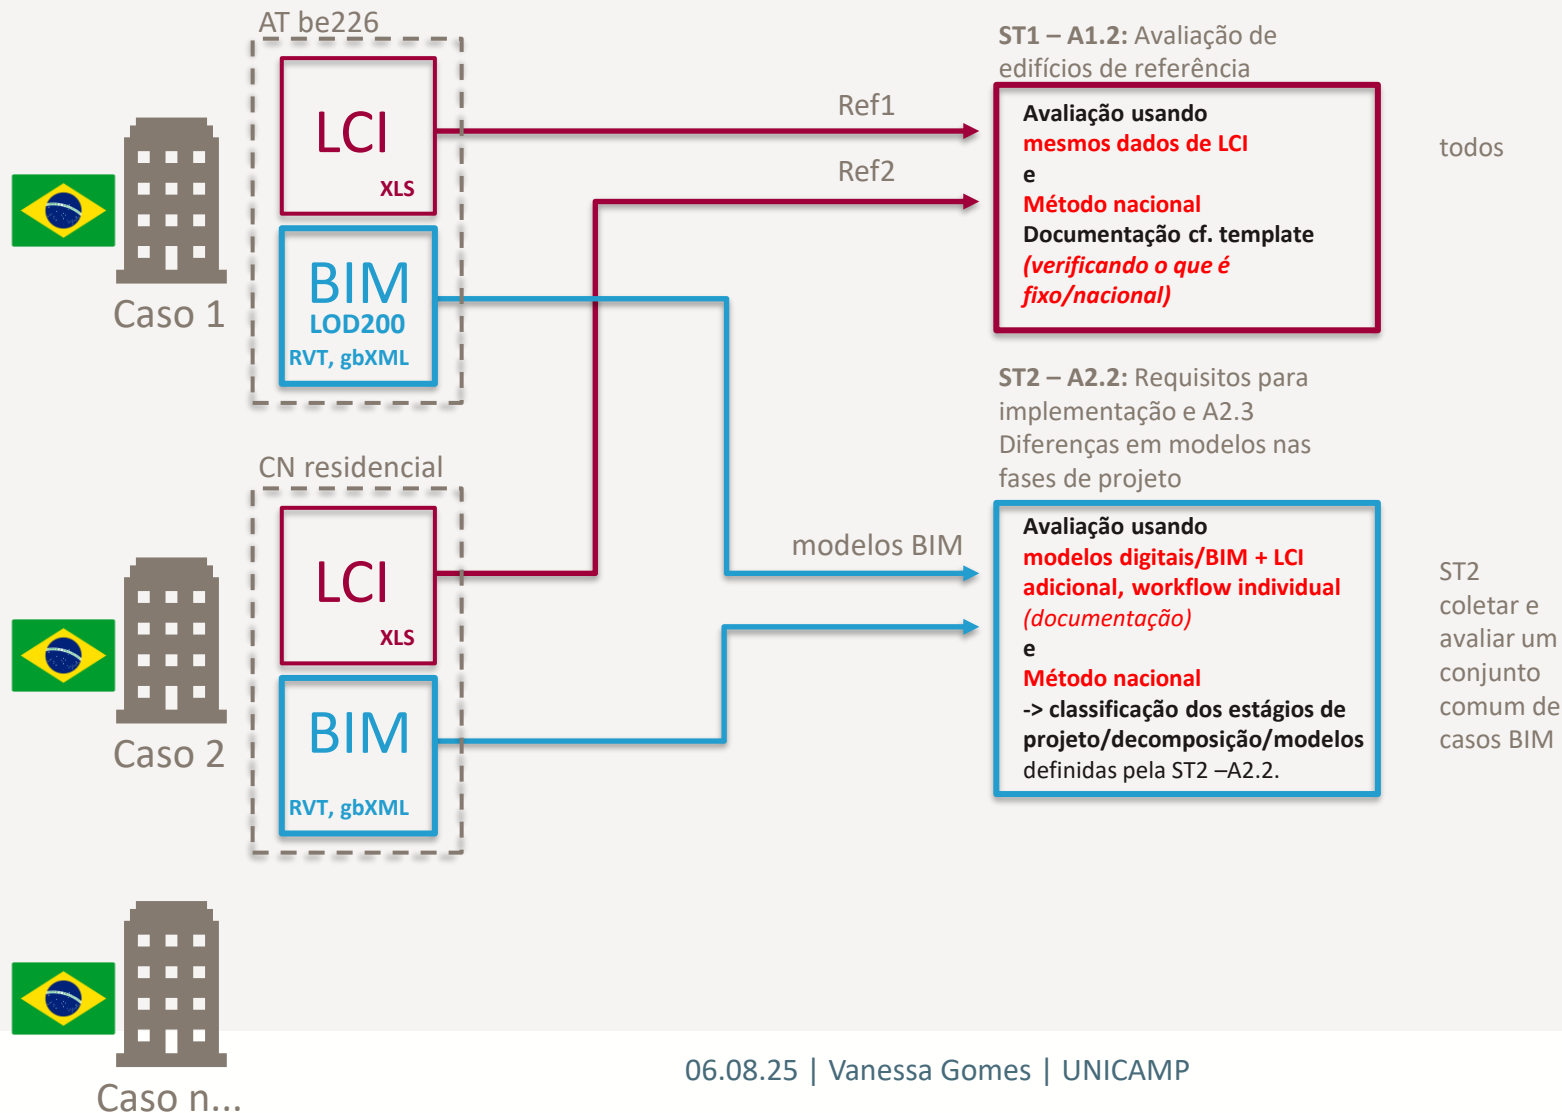 AT be226
LCI
XLS
BIM
LOD200
RVT, gbXML
Caso 1
CN residencial
LCI
XLS
BIM
RVT, gbXML
Caso 2
Caso n...
Ref1
Ref2
modelos BIM
ST1 – A1.2: Avaliação de
edifícios de referência
Avaliação usando
mesmos dados de LCI
e
Método nacional
Documentação cf. template
(verificando o que é
fixo/nacional)
todos
ST2 – A2.2: Requisitos para
implementação e A2.3
Diferenças em modelos nas
fases de projeto
Avaliação usando
modelos digitais/BIM + LCI
adicional, workflow individual
(documentação)
e
Método nacional
-> classificação dos estágios de
projeto/decomposição/modelos
definidas pela ST2 –A2.2.
ST2
coletar e
avaliar um
conjunto
comum de
casos BIM
06.08.25 | Vanessa Gomes | UNICAMP